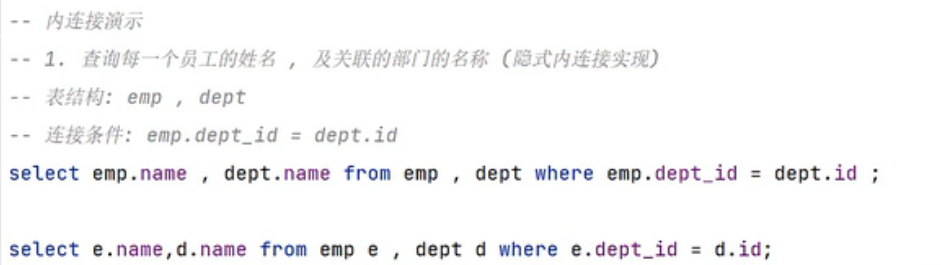 -- 内连接演示
-- 1. 查询每一个员工的姓名 , 及关联的部门的名称 (隐式内连接实现)
-- 表结构: emp , dept
-- 连接条件: emp.dept_id = dept.id
select emp.name , dept.name from emp , dept where emp.dept_id = dept.id ;
select e.name,d.name from emp e , dept d where e.dept_id = d.id;